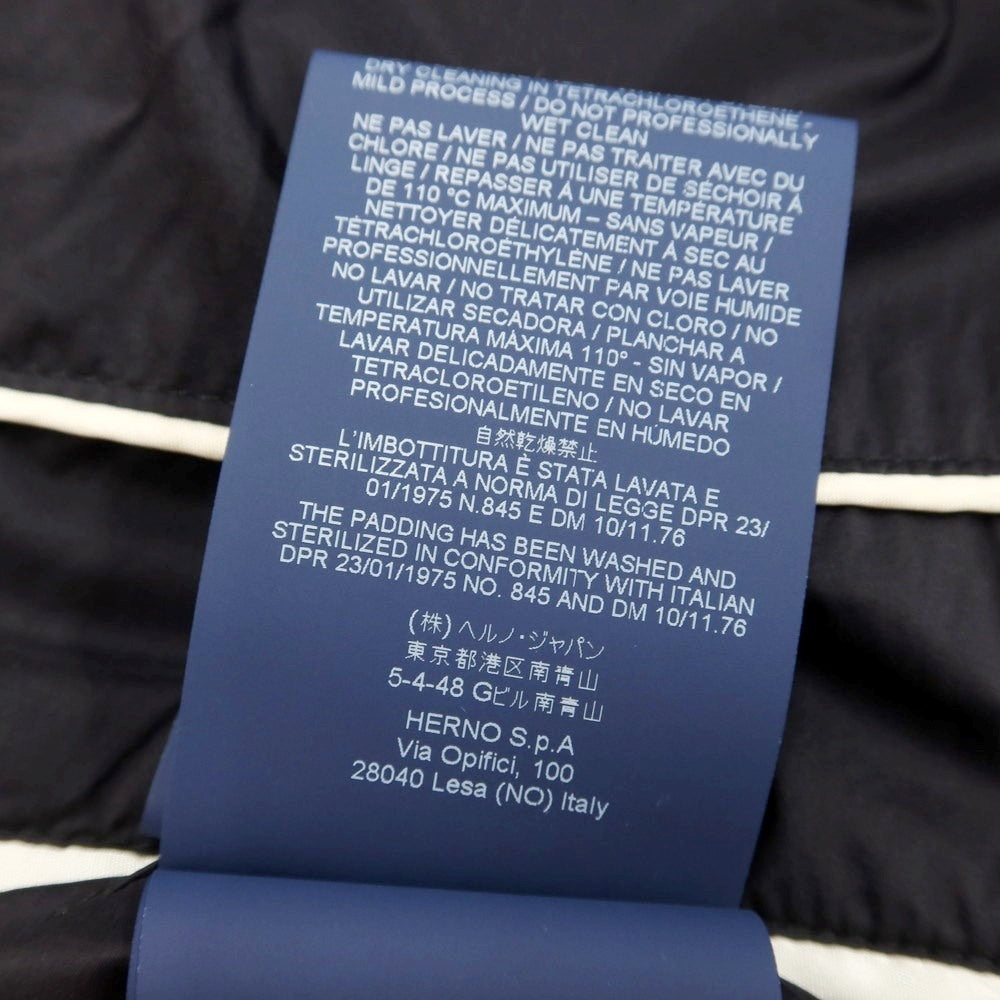 DRY CLEANING IN TETRACHLOROETHENE,
MILD PROCESS / DO NOT PROFESSIONALLY
WET CLEAN
NE PAS LAVER / NE PAS TRAITER AVEC DU
CHLORE / NE PAS UTILISER DE SÉCHOIR À
LINGE / REPASSER À UNE TEMPÉRATURE
DE 110 °C MAXIMUM – SANS VAPEUR /
NETTOYER DÉLICATEMENT À SEC AU
TÉTRACHLOROÉTHYLÈNE / NE PAS LAVER
PROFESSIONNELLEMENT PAR VOIE HUMIDE
NO LAVAR / NO TRATAR CON CLORO / NO
UTILIZAR SECADORA / PLANCHAR A
TEMPERATURA MÁXIMA 110° - SIN VAPOR /
LAVAR DELICADAMENTE EN SECO EN
TETRACLOROETILENO / NO LAVAR
PROFESIONALMENTE EN HÚMEDO
自然乾燥禁止
L'IMBOTTITURA È STATA LAVATA E
STERILIZZATA A NORMA DI LEGGE DPR 23/
01/1975 N.845 E DM 10/11.76
THE PADDING HAS BEEN WASHED AND
STERILIZED IN CONFORMITY WITH ITALIAN
DPR 23/01/1975 NO. 845 AND DM 10/11.76
(株) ヘルノ・ジャパン
東京都港区南青山
5-4-48 Gビル南青山
HERNO S.p.A
Via Opifici, 100
28040 Lesa (NO) Italy